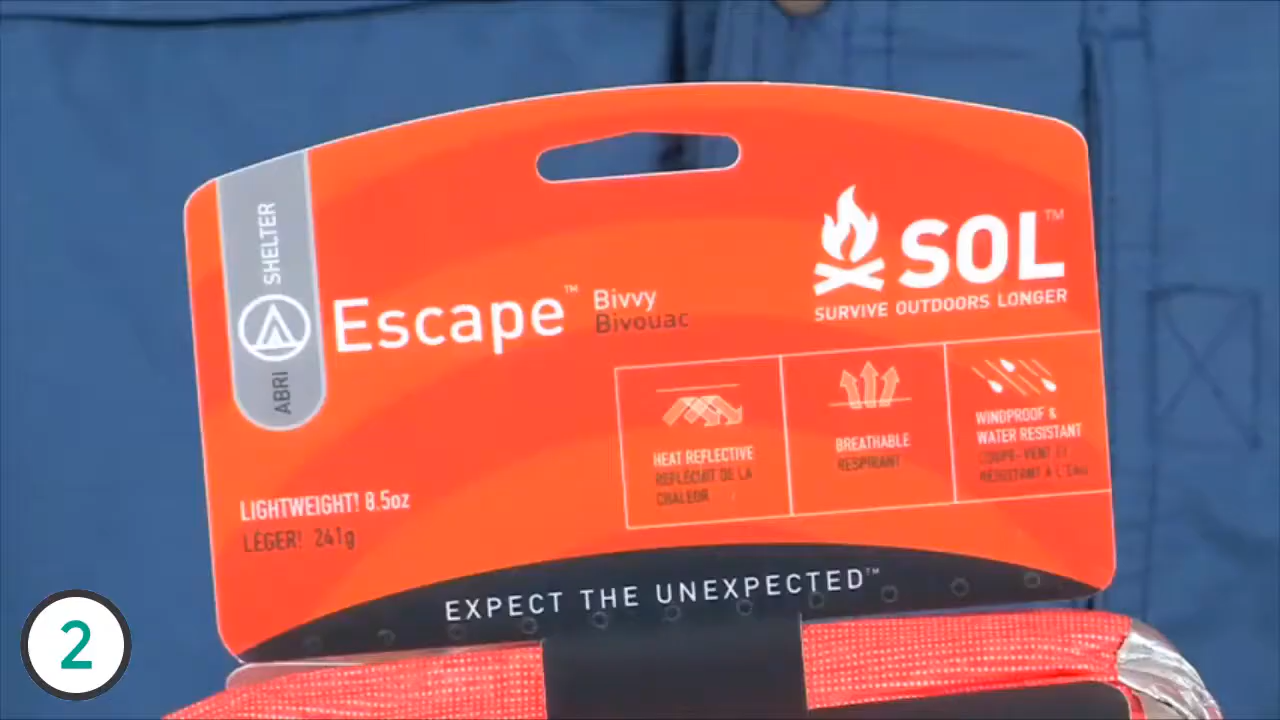 SHELTER
ABRI
Escape™
Bivvy
Bivouac
SOL™
SURVIVE OUTDOORS LONGER
HEAT REFLECTIVE
REFLECUIT DE LA
CHALEUR
BREATHABLE
RESPIRANT
WINDPROOF &
WATER RESISTANT
COUPE-VENT ET
RÉSISTANT À L'EAU
LIGHTWEIGHT! 8.5oz
LÉGER! 241g
EXPECT THE UNEXPECTED™
2